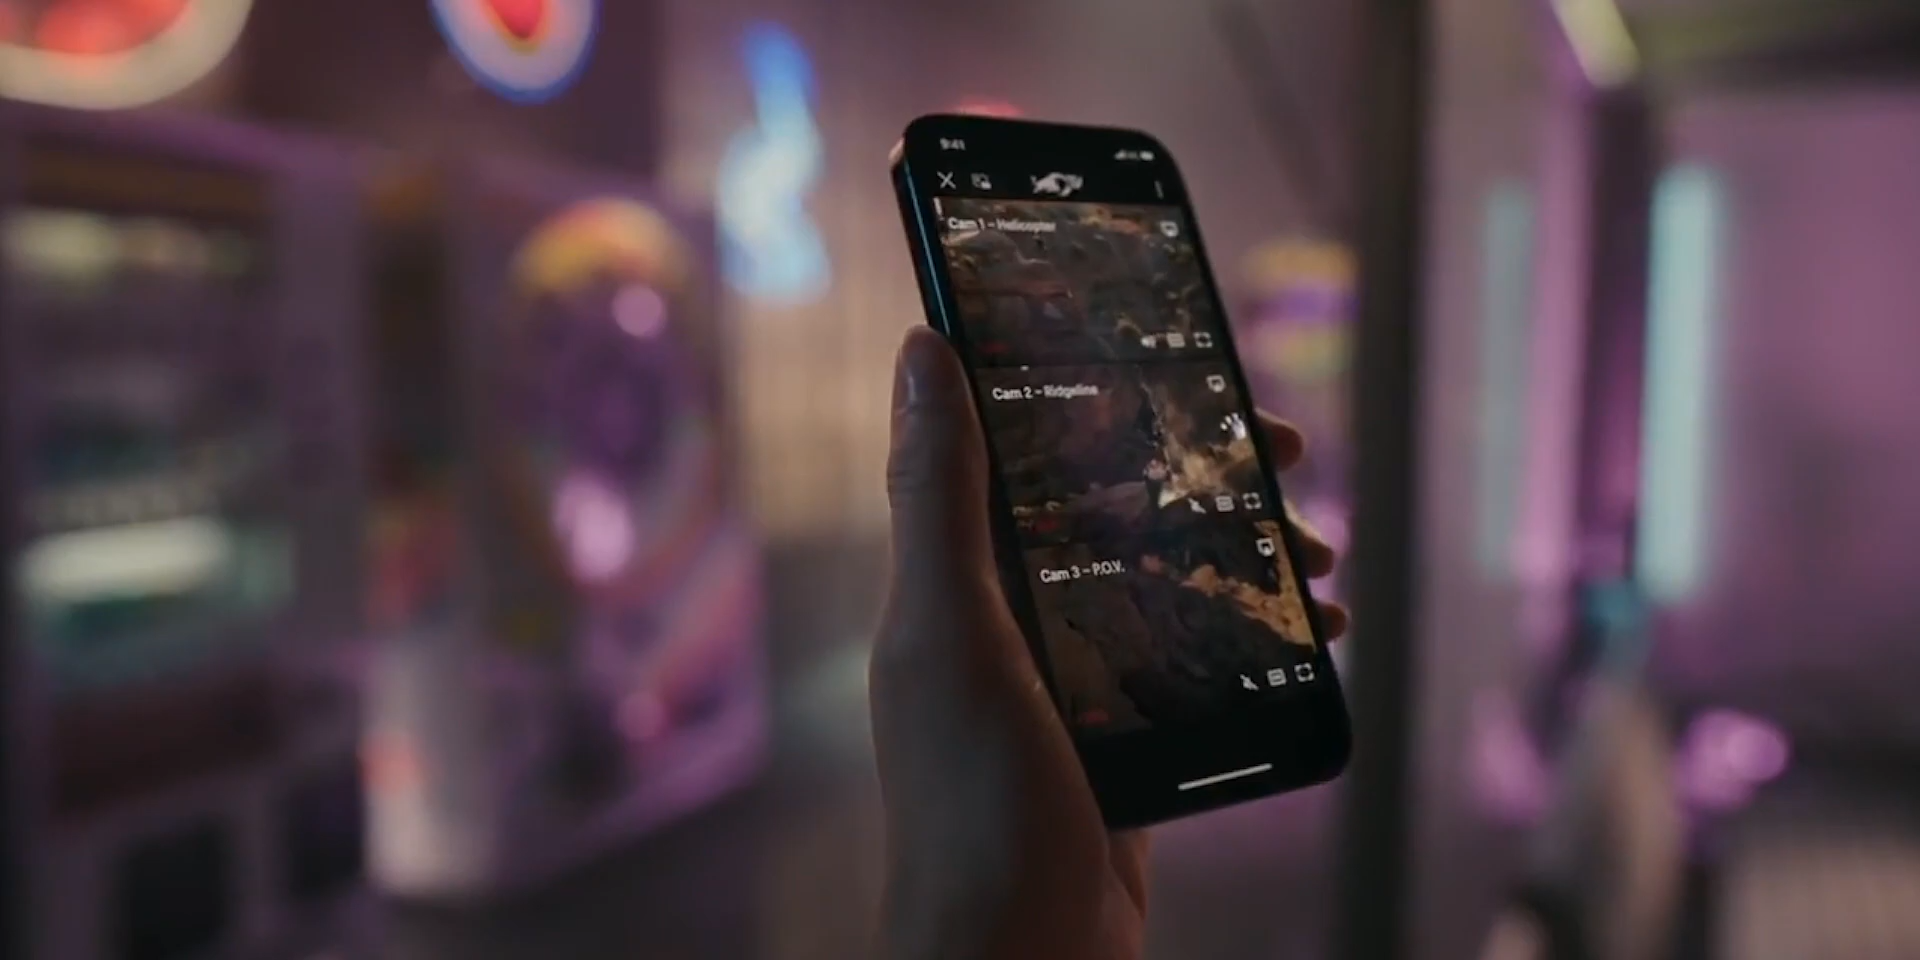 9:41
Cam 1 – Helicopter
Cam 2 – Ridgeline
Cam 3 – P.O.V.